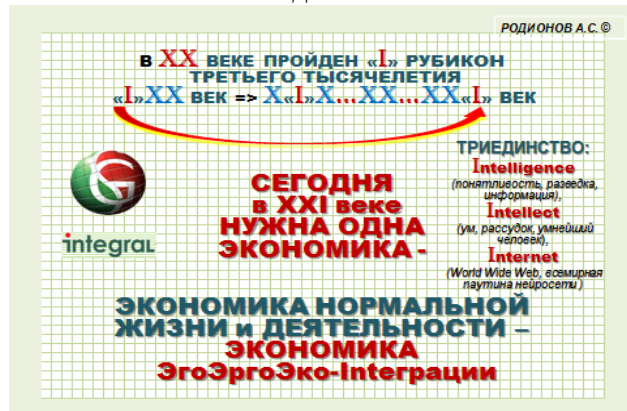 РОДИОНОВ А.С. ©
В XX ВЕКЕ ПРОЙДЕН «I» РУБИКОН
ТРЕТЬЕГО ТЫСЯЧЕЛЕТИЯ
«I»XX ВЕК => X«I»X...XX...XX«I» ВЕК
ТРИЕДИНСТВО:
Intelligence
(понятливость, разведка,
информация),
Intellect
(ум, рассудок, умнейший
человек),
Internet
(World Wide Web, всемирная
паутина нейросети )
integral
СЕГОДНЯ
в XXI веке
НУЖНА ОДНА
ЭКОНОМИКА -
ЭКОНОМИКА НОРМАЛЬНОЙ
ЖИЗНИ и ДЕЯТЕЛЬНОСТИ –
ЭКОНОМИКА
ЭгоЭргоЭко-Inteграции